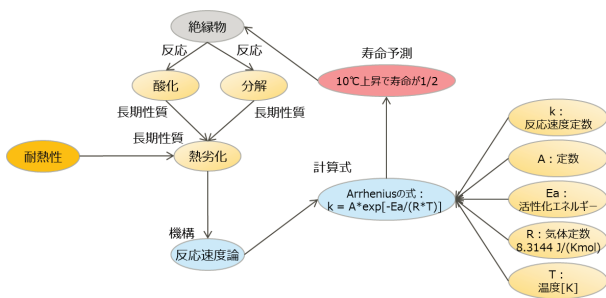 絶縁物
反応
反応
寿命予測
酸化
分解
10℃上昇で寿命が1/2
長期性質
長期性質
長期性質
k：
反応速度定数
耐熱性
熱劣化
計算式
A：定数
Arrheniusの式：
k = A*exp[-Ea/(R*T)]
Ea：
活性化エネルギー
機構
R：気体定数
8.3144 J/(Kmol)
反応速度論
T：
温度[K]